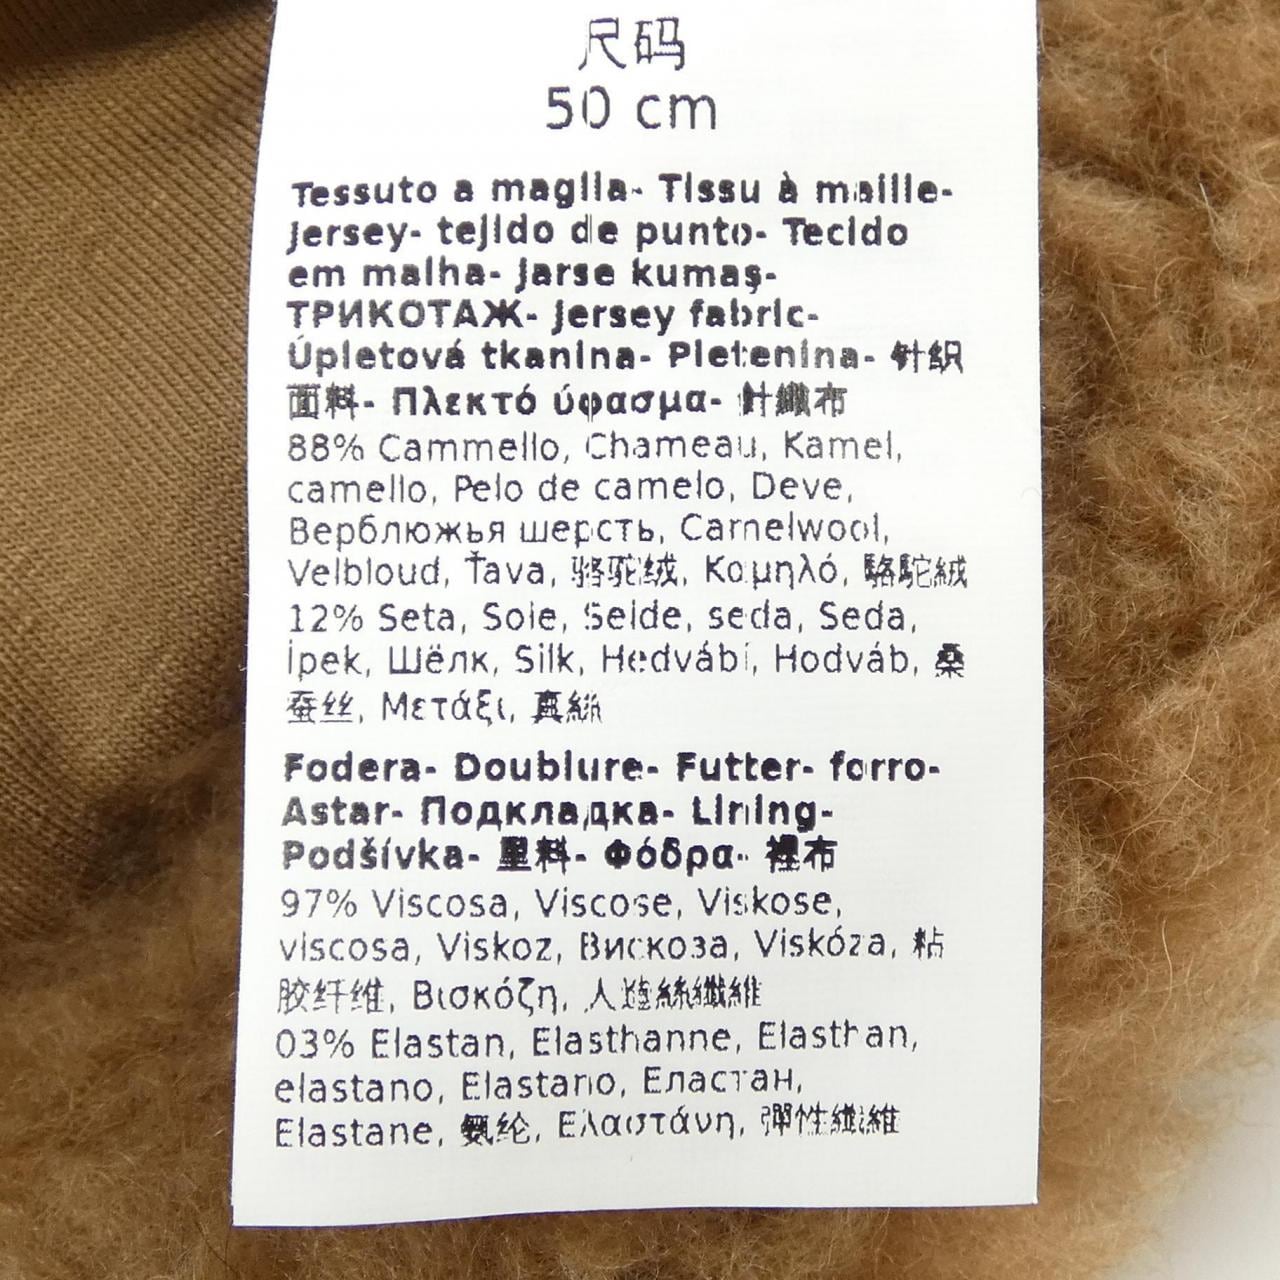 尺码
50 cm
Tessuto a maglia- Tissu à maille-
Jersey- tejido de punto- Tecido
em malha- Jarse kumaş-
ТРИКОТАЖ- Jersey fabric-
Úpletová tkanina- Pletenina- 针织
面料- Πλεκτό ύφασμα- 針織布
88% Cammello, Chameau, Kamel,
camello, Pelo de camelo, Deve,
Верблюжья шерсть, Camelwool,
Velbloud, Ťava, 骆驼绒, Καμηλό, 駱駝絨
12% Seta, Soie, Seide, seda, Seda,
İpek, Шёлк, Silk, Hedvábí, Hodváb, 桑
蚕丝, Μετάξι, 真絲
Fodera- Doublure- Futter- forro-
Astar- Подкладка- Lining-
Podšívka- 里料- Φόδρα- 裡布
97% Viscosa, Viscose, Viskose,
viscosa, Viskoz, Вискоза, Viskóza, 粘
胶纤维, Βισκόζη, 人造絲纖維
03% Elastan, Elasthanne, Elasthan,
elastano, Elastano, Еластан,
Elastane, 氨纶, Ελαστάνη, 彈性纖維